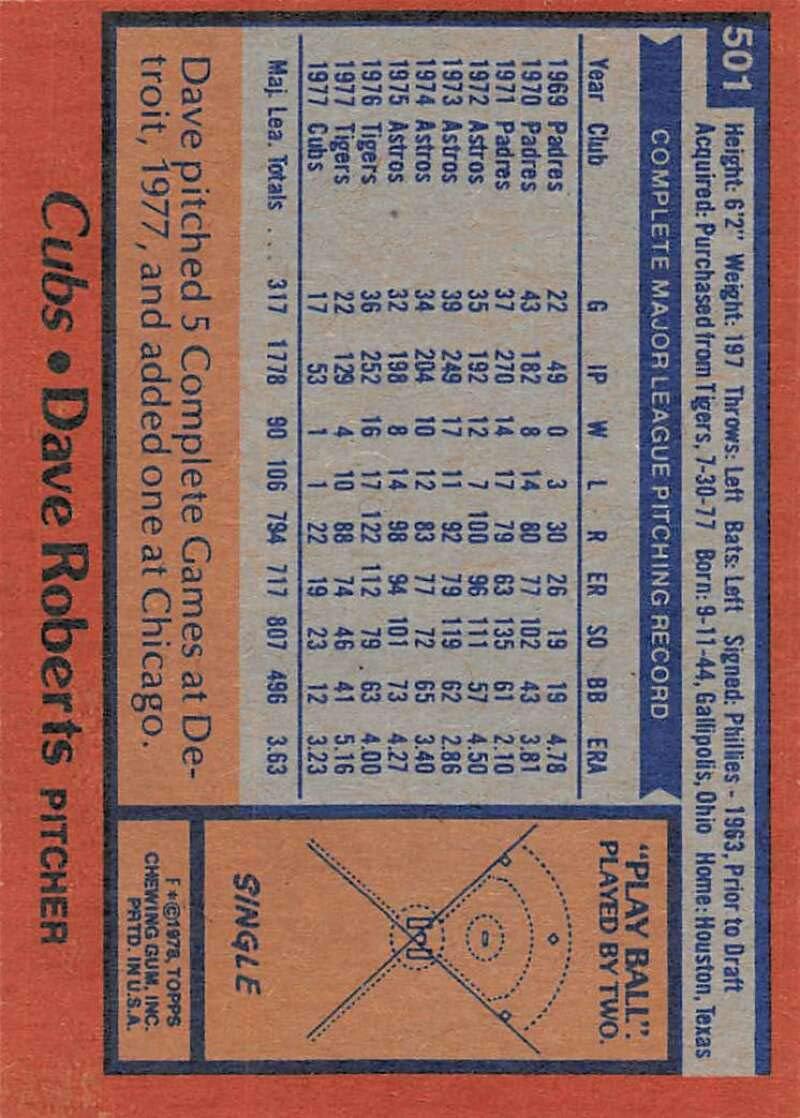 501
Height: 6'2" Weight: 197 Throws: Left Bats: Left Signed: Phillies - 1963, Prior to Draft
Acquired: Purchased from Tigers, 7-30-77 Born: 9-11-44, Gallipolis, Ohio Home: Houston, Texas
COMPLETE MAJOR LEAGUE PITCHING RECORD
Year Club G IP W L R ER SO BB ERA
1969 Padres 22 49 0 3 30 26 19 19 4.78
1970 Padres 43 182 8 14 80 77 102 43 3.81
1971 Padres 37 270 14 17 79 63 135 61 2.10
1972 Astros 35 192 12 7 100 96 111 57 4.50
1973 Astros 39 249 17 11 92 79 119 62 2.86
1974 Astros 34 204 10 12 83 77 72 65 3.40
1975 Astros 32 198 8 14 98 94 101 73 4.27
1976 Tigers 36 252 16 17 122 112 79 63 4.00
1977 Tigers 22 129 4 10 88 74 46 41 5.16
1977 Cubs 17 53 1 1 22 19 23 12 3.23
Maj. Lea. Totals .... 317 1778 90 106 794 717 807 496 3.63
Dave pitched 5 Complete Games at De-
troit, 1977, and added one at Chicago.
"PLAY BALL".
PLAYED BY TWO.
SINGLE
F*©1978, TOPPS
CHEWING GUM, INC.
PRTD. IN U.S.A.
Cubs • Dave Roberts PITCHER